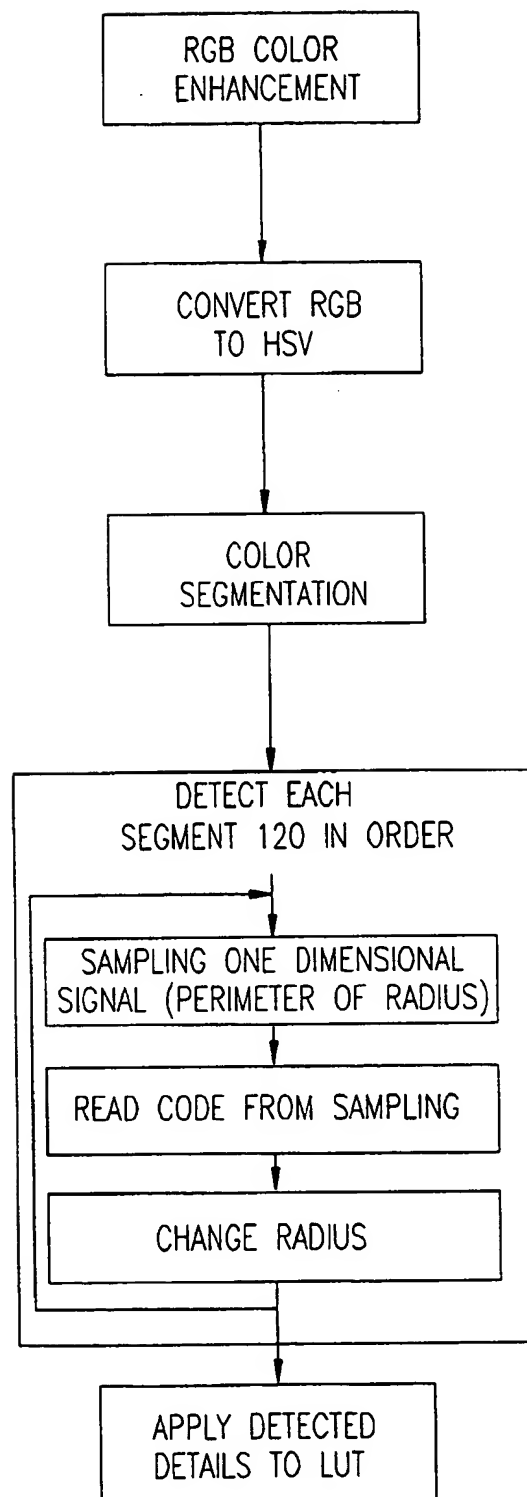 RGB COLOR
ENHANCEMENT
CONVERT RGB
TO HSV
COLOR
SEGMENTATION
DETECT EACH
SEGMENT 120 IN ORDER
SAMPLING ONE DIMENSIONAL
SIGNAL (PERIMETER OF RADIUS)
READ CODE FROM SAMPLING
CHANGE RADIUS
APPLY DETECTED
DETAILS TO LUT